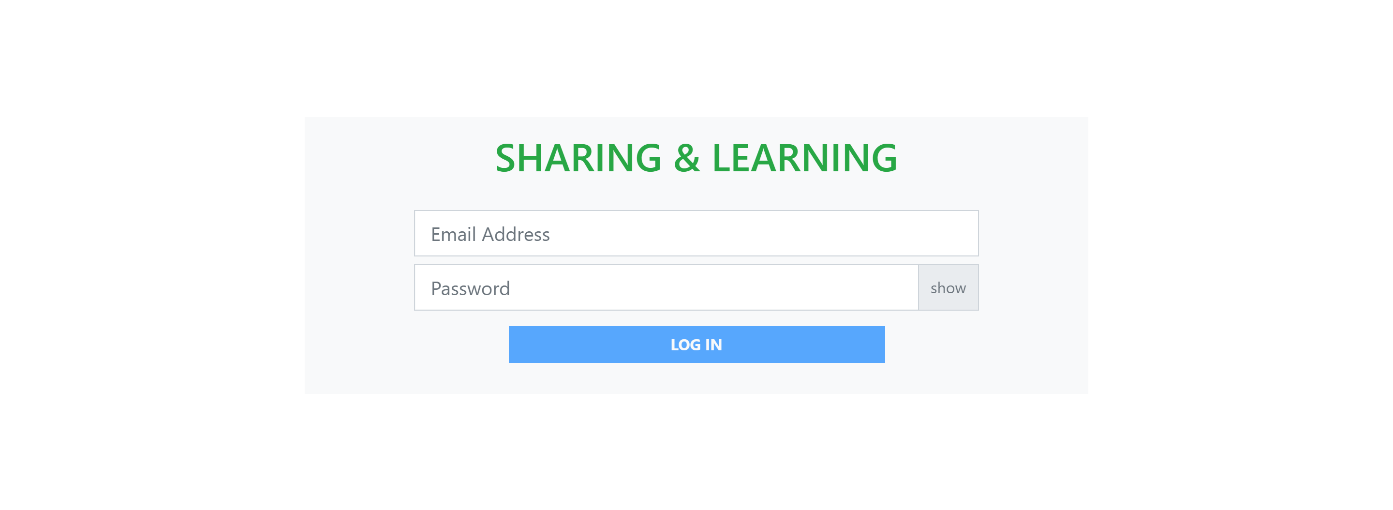 SHARING & LEARNING
Email Address
Password
show
LOG IN